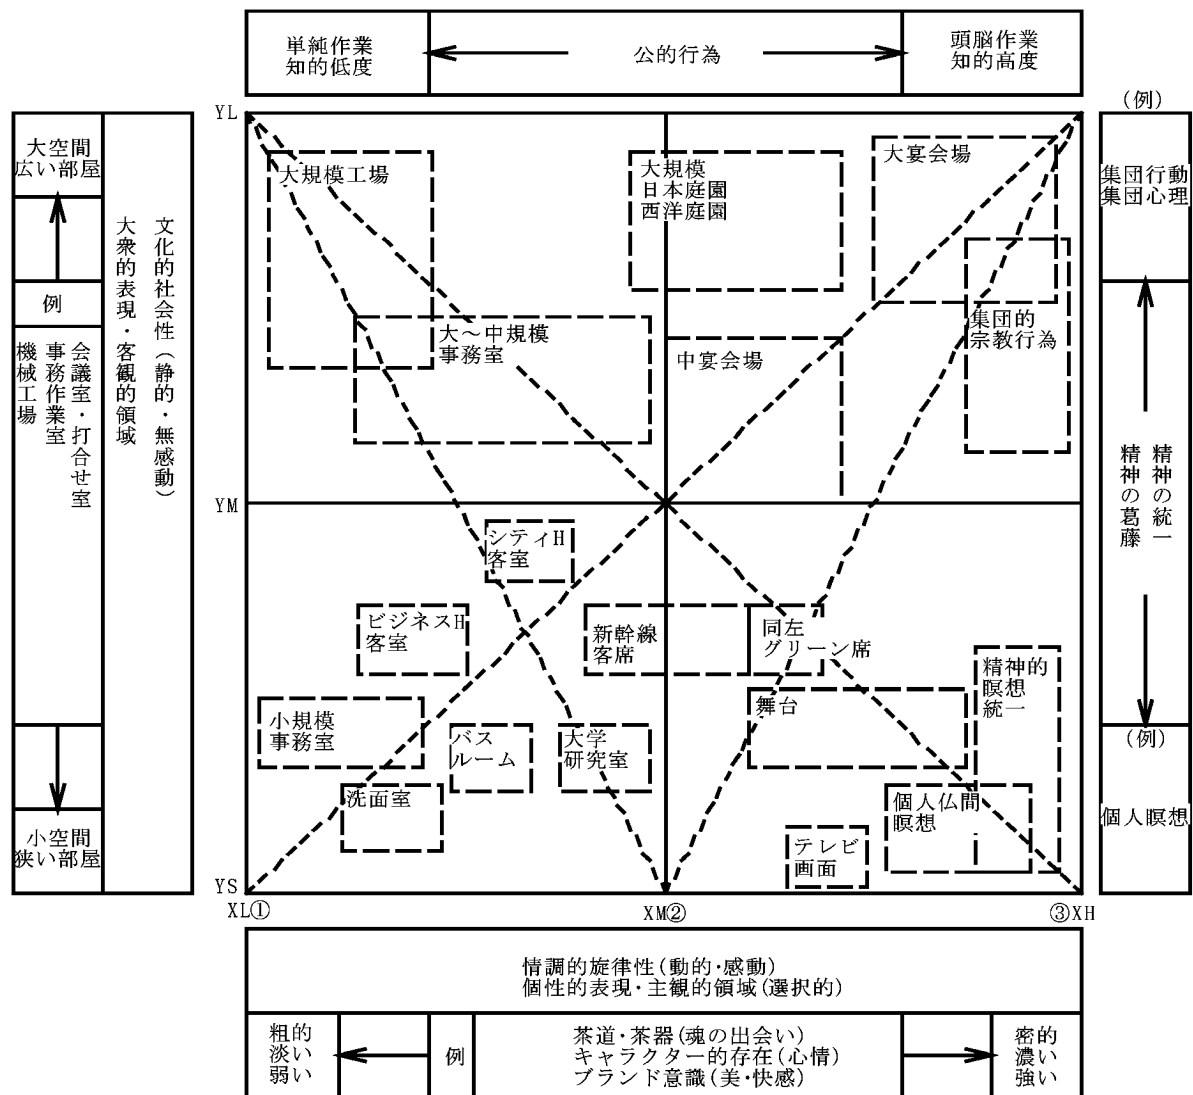 単純作業
知的低度
公的行為
頭脳作業
知的高度
大空間
広い部屋
例
会議室・打合せ室
事務作業室
機械工場
小空間
狭い部屋
文化的社会性（静的・無感動）
大衆的表現・客観的領域
YL
YM
YS
大規模工場
大規模
日本庭園
西洋庭園
大宴会場
集団的
宗教行為
大～中規模
事務室
中宴会場
シティH
客室
ビジネスH
客室
新幹線
客席
同左
グリーン席
精神的
瞑想
統一
小規模
事務室
バス
ルーム
大学
研究室
舞台
洗面室
個人仏間
瞑想
テレビ
画面
XL①
XM②
③XH
(例)
集団行動
集団心理
精神の統一
精神の葛藤
(例)
個人瞑想
情調的旋律性(動的・感動)
個性的表現・主観的領域(選択的)
粗的
淡い
弱い
例
茶道・茶器(魂の出会い)
キャラクター的存在(心情)
ブランド意識(美・快感)
密的
濃い
強い